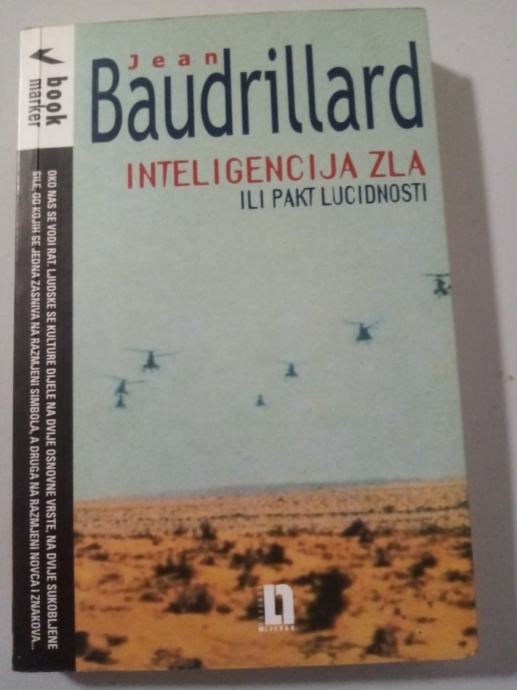 Jean
Baudrillard
INTELIGENCIJA ZLA
ILI PAKT LUCIDNOSTI
book
marker
OKO NAS SE VODI RAT. LJUDSKE SE KULTURE DIJELE NA DVIJE OSNOVNE VRSTE, NA DVIJE SUKOBLJENE
SILE, OD KOJIH SE JEDNA ZASNIVA NA RAZMJENI SIMBOLA, A DRUGA NA RAZMJENI NOVCA I ZNAKOVA...
LJEVAK